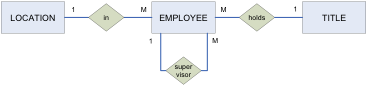 LOCATION 1 in M EMPLOYEE M holds 1 TITLE
1 M
super
visor